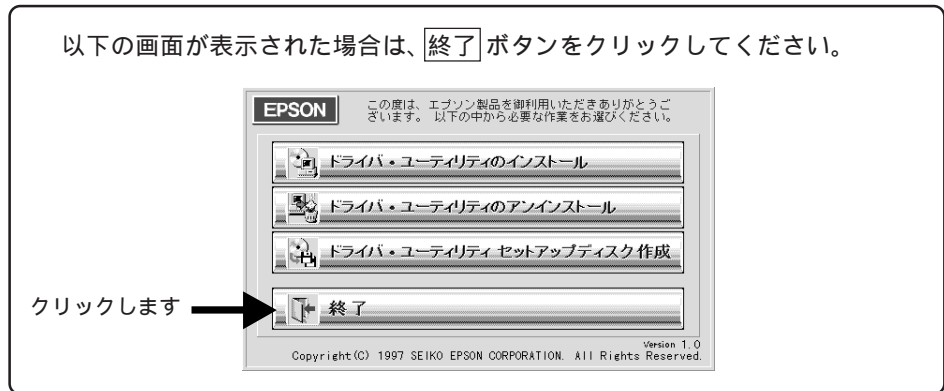 以下の画面が表示された場合は、終了 ボタンをクリックしてください。
EPSON
この度は、エプソン製品を御利用いただきありがとうご
ざいます。 以下の中から必要な作業をお選びください。
ドライバ・ユーティリティのインストール
ドライバ・ユーティリティのアンインストール
ドライバ・ユーティリティ セットアップディスク作成
クリックします
終了
Version 1.0
Copyright(C) 1997 SEIKO EPSON CORPORATION. All Rights Reserved.